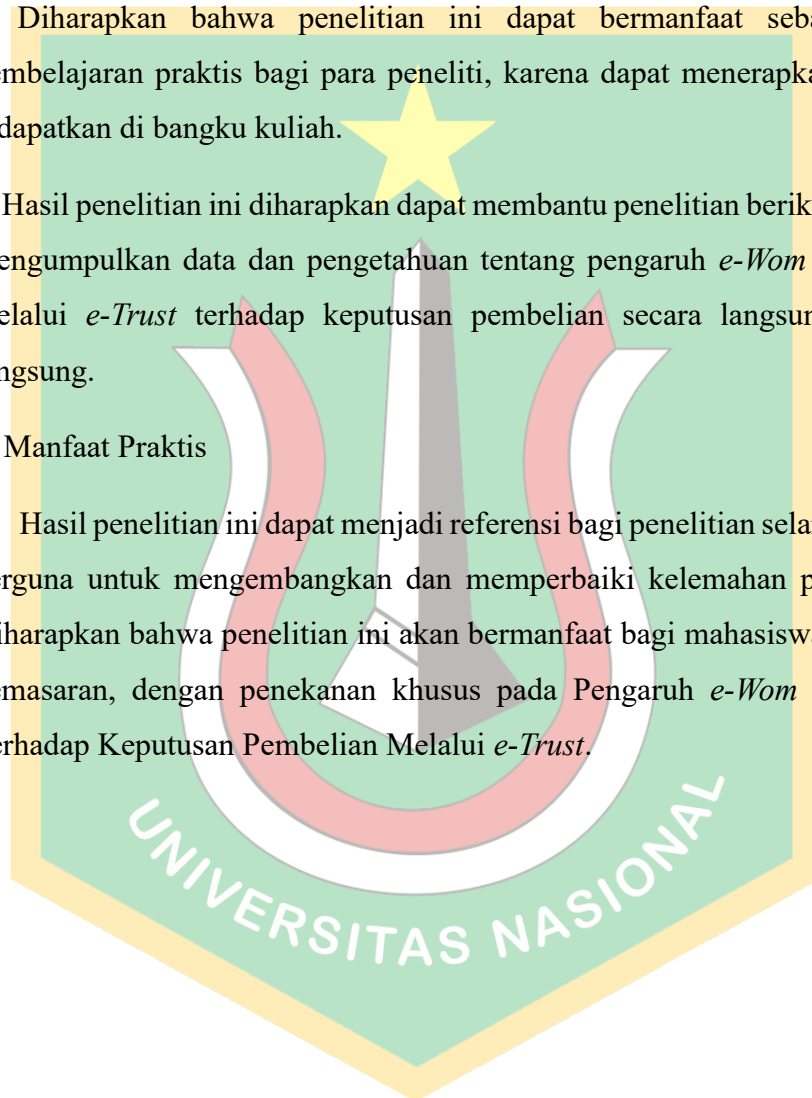 Diharapkan bahwa penelitian ini dapat bermanfaat seba
embelajaran praktis bagi para peneliti, karena dapat menerapka
dapatkan di bangku kuliah.
Hasil penelitian ini diharapkan dapat membantu penelitian berik
engumpulkan data dan pengetahuan tentang pengaruh e-Wom
elalui e-Trust terhadap keputusan pembelian secara langsun
ngsung.
Manfaat Praktis
Hasil penelitian ini dapat menjadi referensi bagi penelitian sela
erguna untuk mengembangkan dan memperbaiki kelemahan p
iharapkan bahwa penelitian ini akan bermanfaat bagi mahasisw
emasaran, dengan penekanan khusus pada Pengaruh e-Wom
erhadap Keputusan Pembelian Melalui e-Trust.
UNIVERSITAS NASIONAL